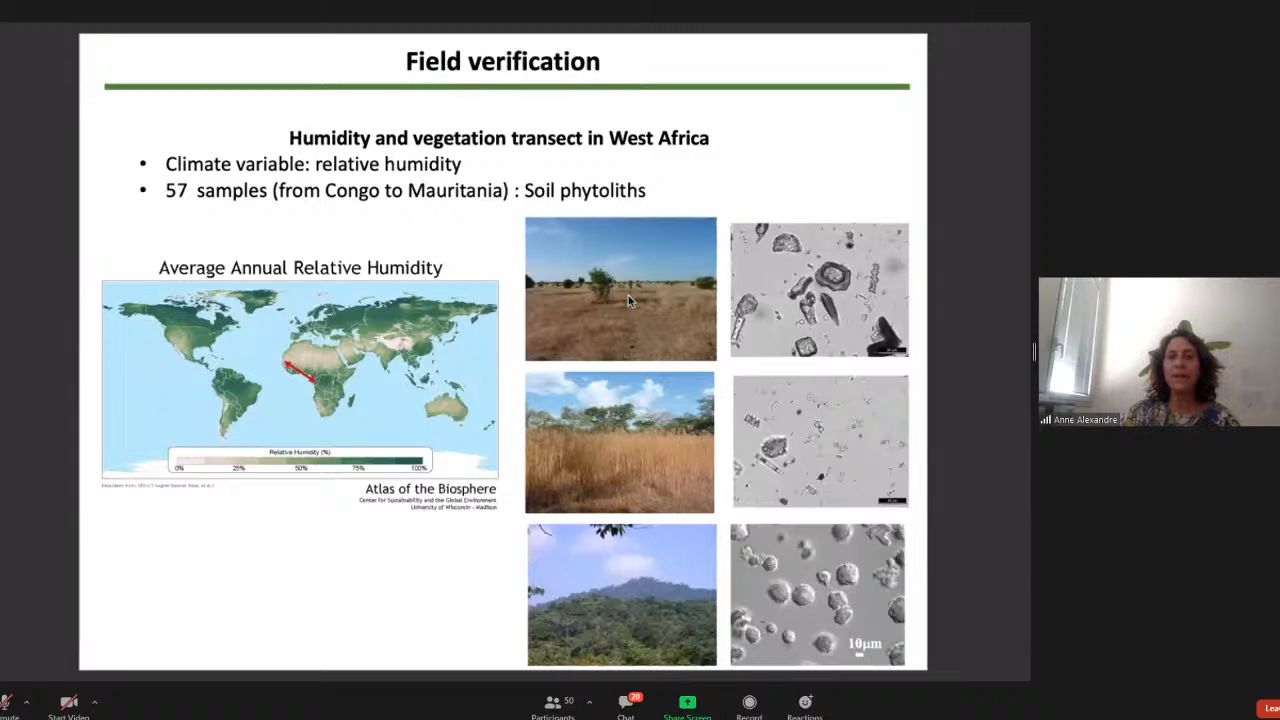 Field verification
Humidity and vegetation transect in West Africa
• Climate variable: relative humidity
• 57 samples (from Congo to Mauritania) : Soil phytoliths
Average Annual Relative Humidity
Relative Humidity (%)
0% 25% 50% 75% 100%
Atlas of the Biosphere
Center for Sustainability and the Global Environment
University of Wisconsin - Madison
10µm
Anne Alexandre
mute
Start Video
50
Participants
20
Chat
Share Screen
Record
Reactions
Lea